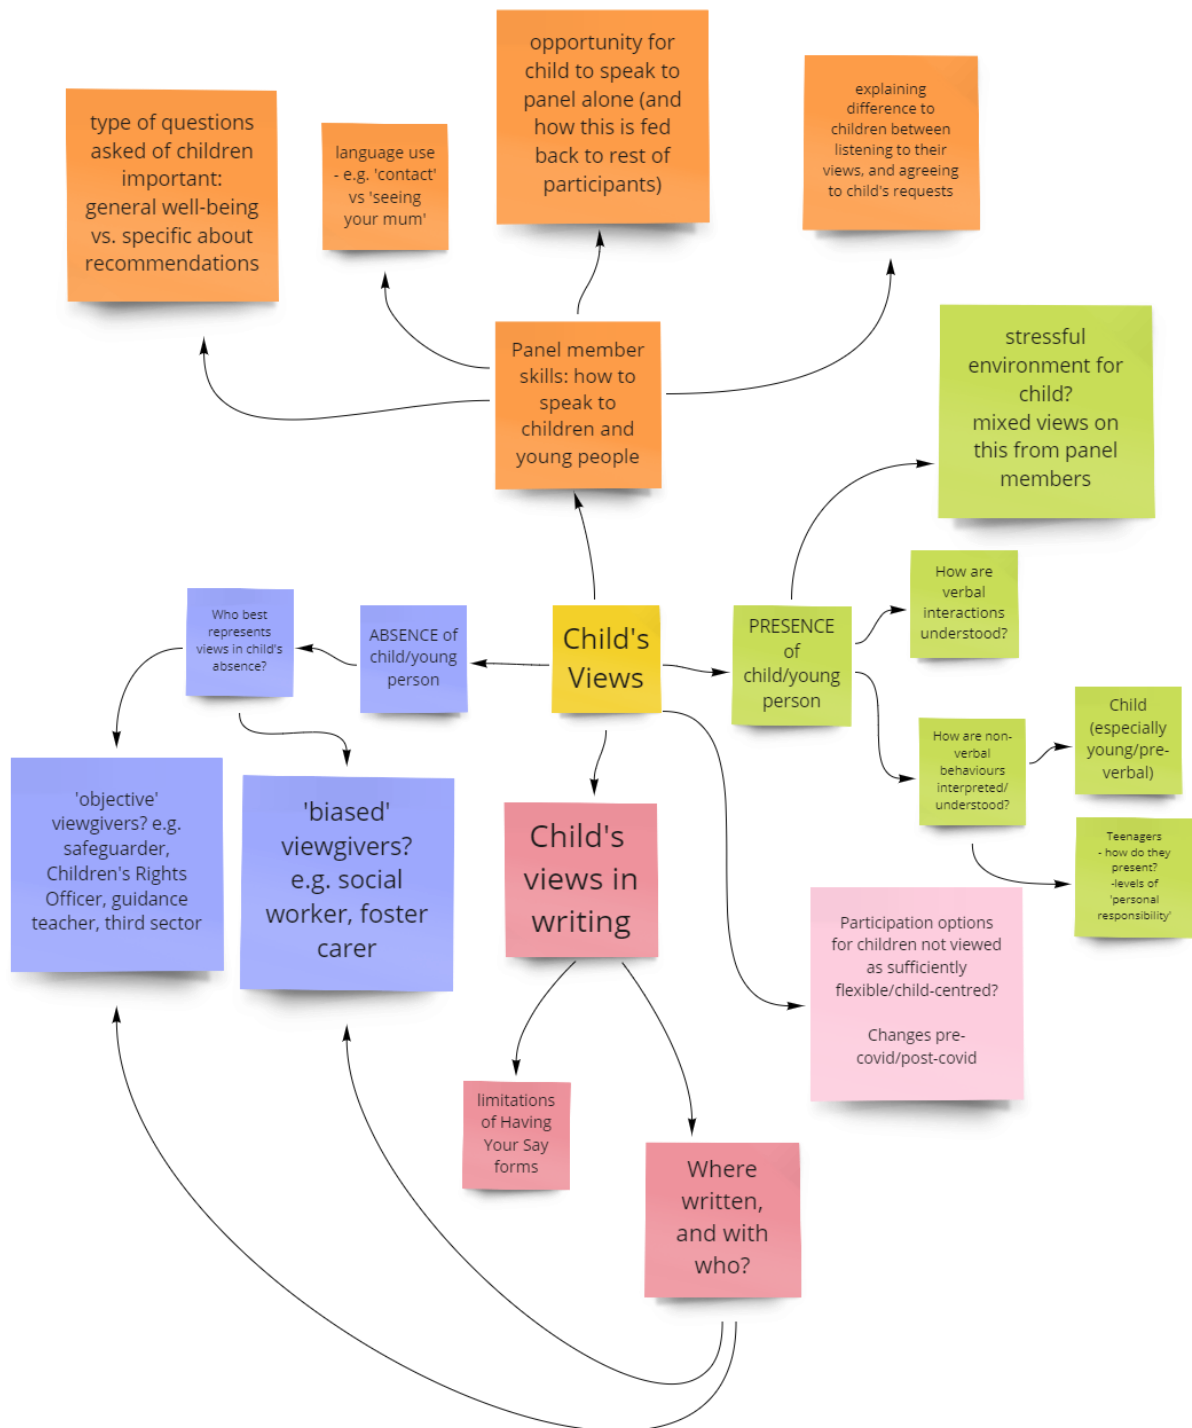 opportunity for
child to speak to
panel alone (and
how this is fed
back to rest of
participants)
type of questions
asked of children
important:
general well-being
vs. specific about
recommendations
language use
- e.g. 'contact'
vs 'seeing
your mum'
explaining
difference to
children between
listening to their
views, and agreeing
to child's requests
Panel member
skills: how to
speak to
children and
young people
stressful
environment for
child?
mixed views on
this from panel
members
How are
verbal
interactions
understood?
Who best
represents
views in child's
absence?
ABSENCE of
child/young
person
Child's
Views
PRESENCE
of
child/young
person
Child
(especially
young/pre-
verbal)
How are non-
verbal
behaviours
interpreted/
understood?
'objective'
viewgivers? e.g.
safeguarder,
Children's Rights
Officer, guidance
teacher, third sector
'biased'
viewgivers?
e.g. social
worker, foster
carer
Child's
views in
writing
Teenagers
- how do they
present?
-levels of
'personal
responsibility'
Participation options
for children not viewed
as sufficiently
flexible/child-centred?
Changes pre-
covid/post-covid
limitations
of Having
Your Say
forms
Where
written,
and with
who?